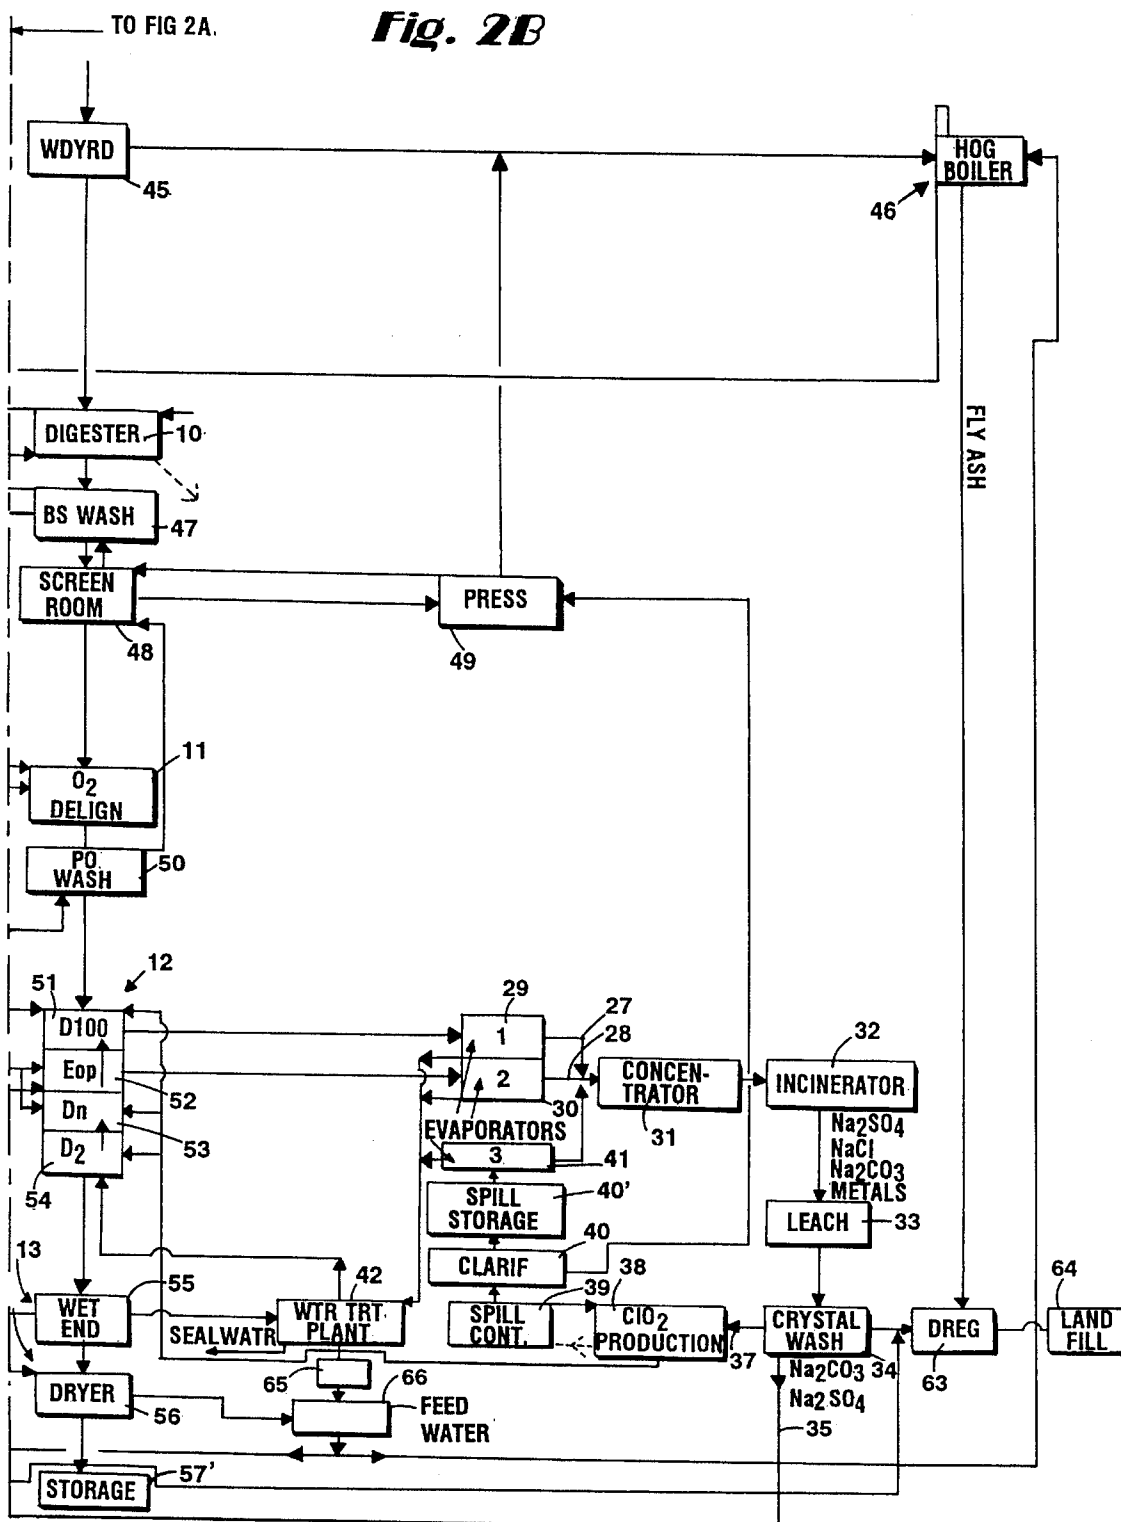 TO FIG 2A.
Fig. 2B
WDYRD
45
HOG
BOILER
46
DIGESTER
10
FLY ASH
BS WASH
47
SCREEN
ROOM
48
PRESS
49
11
O2
DELIGN
PO
WASH
50
12
51
D100
Eop
52
Dn
53
D2
54
29
27
28
1
2
30
CONCEN-
TRATOR
31
32
INCINERATOR
EVAPORATORS
3
41
Na2SO4
NaCl
Na2CO3
METALS
SPILL
STORAGE
40'
LEACH
33
CLARIF
40
13
55
WET
END
42
WTR TRT
PLANT
SEALWATR
39
SPILL
CONT.
38
ClO2
PRODUCTION
37
CRYSTAL
WASH
34
DREG
63
64
LAND
FILL
Na2CO3
Na2SO4
35
65
66
FEED
WATER
DRYER
56
57'
STORAGE